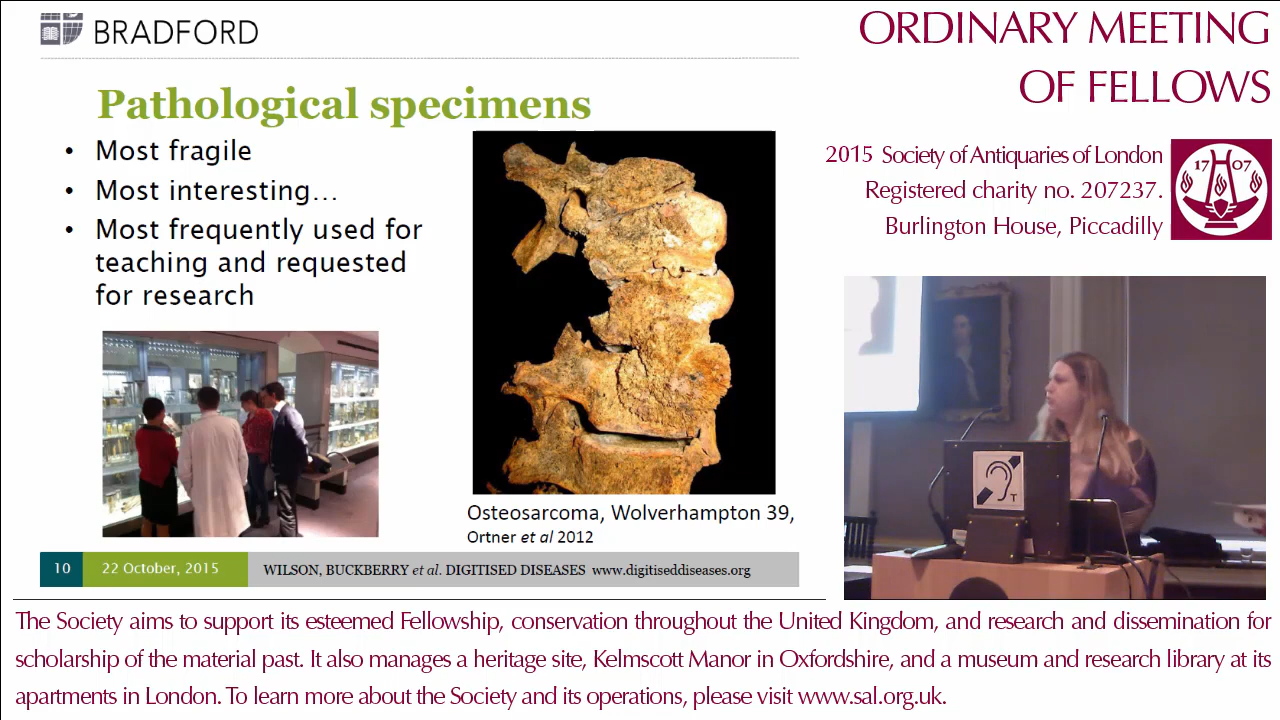 BRADFORD
Pathological specimens
• Most fragile
• Most interesting...
• Most frequently used for
teaching and requested
for research
Osteosarcoma, Wolverhampton 39,
Ortner et al 2012
10 22 October, 2015 WILSON, BUCKBERRY et al. DIGITISED DISEASES www.digitiseddiseases.org
ORDINARY MEETING
OF FELLOWS
2015 Society of Antiquaries of London
Registered charity no. 207237.
Burlington House, Piccadilly
17 07
T
The Society aims to support its esteemed Fellowship, conservation throughout the United Kingdom, and research and dissemination for
scholarship of the material past. It also manages a heritage site, Kelmscott Manor in Oxfordshire, and a museum and research library at its
apartments in London. To learn more about the Society and its operations, please visit www.sal.org.uk.